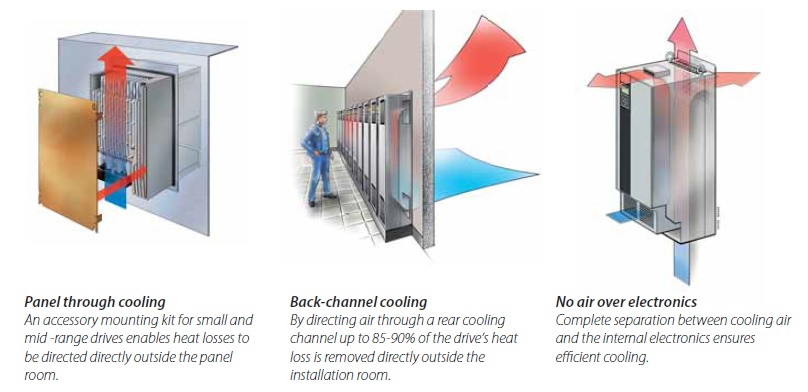 Panel through cooling
An accessory mounting kit for small and
mid -range drives enables heat losses to
be directed directly outside the panel
room.
Back-channel cooling
By directing air through a rear cooling
channel up to 85-90% of the drive's heat
loss is removed directly outside the
installation room.
No air over electronics
Complete separation between cooling air
and the internal electronics ensures
efficient cooling.